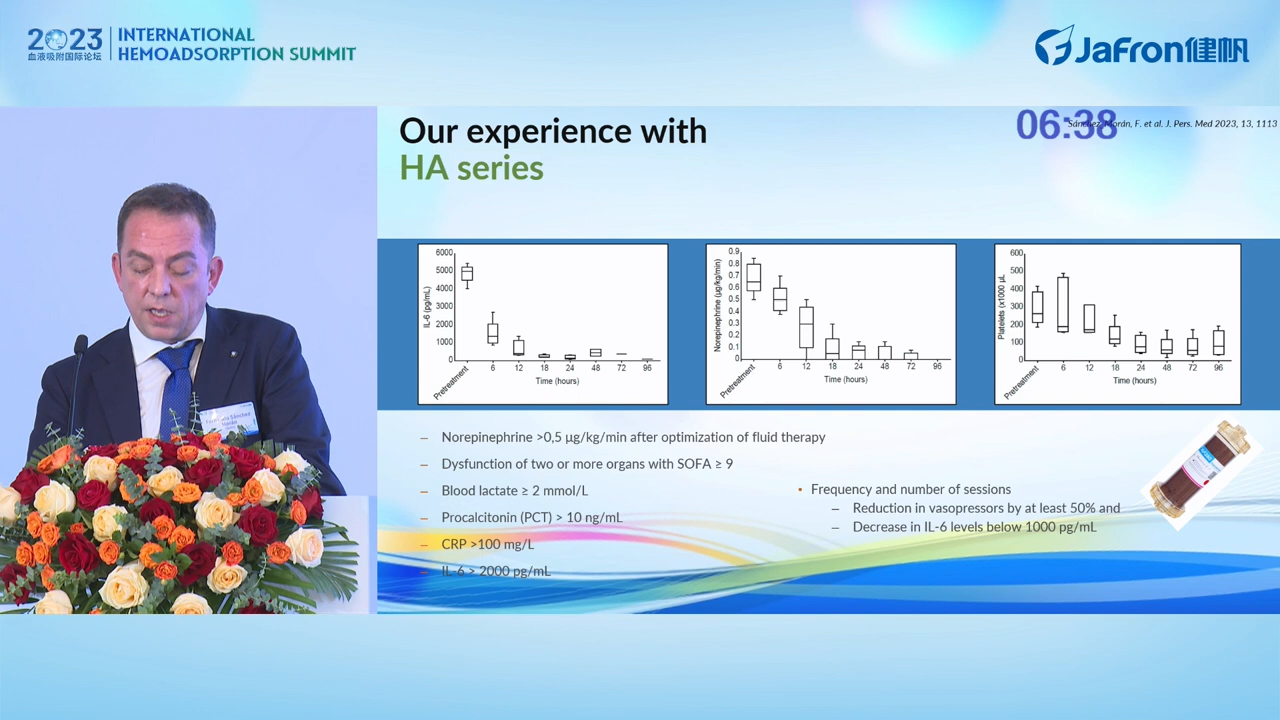 2023
血液吸附国际论坛
INTERNATIONAL
HEMOADSORPTION SUMMIT
JaFron健帆
Our experience with
HA series
06:38
Sánchez-Morán, F. et al. J. Pers. Med 2023, 13, 1113
IL-6 (pg/mL)
6000
5000
4000
3000
2000
1000
0
Pretreatment 6 12 18 24 48 72 96
Time (hours)
Norepinephrine (µg/kg/min)
0.9
0.8
0.7
0.6
0.5
0.4
0.3
0.2
0.1
0
Pretreatment 6 12 18 24 48 72 96
Time (hours)
Platelets (x1000 µL
600
500
400
300
200
100
0
Pretreatment 6 12 18 24 48 72 96
Time (hours)
– Norepinephrine >0,5 µg/kg/min after optimization of fluid therapy
– Dysfunction of two or more organs with SOFA ≥ 9
– Blood lactate ≥ 2 mmol/L
– Procalcitonin (PCT) > 10 ng/mL
– CRP >100 mg/L
– IL-6 > 2000 pg/mL
• Frequency and number of sessions
– Reduction in vasopressors by at least 50% and
– Decrease in IL-6 levels below 1000 pg/mL
Sánchez
Morán